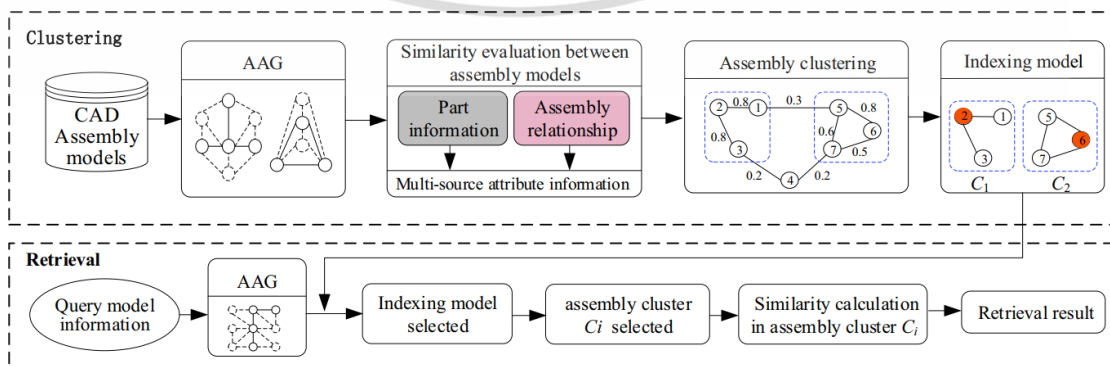 Clustering
CAD
Assembly
models
AAG
Similarity evaluation between
assembly models
Part
information
Assembly
relationship
Multi-source attribute information
Assembly clustering
2 0.8 1 0.3 5 0.8
0.8 0.6 6
3 7 0.5
0.2 4 0.2
Indexing model
2 1 5
6
3 7
C1 C2
Retrieval
Query model
information
AAG
Indexing model
selected
assembly cluster
Ci selected
Similarity calculation
in assembly cluster Ci
Retrieval result